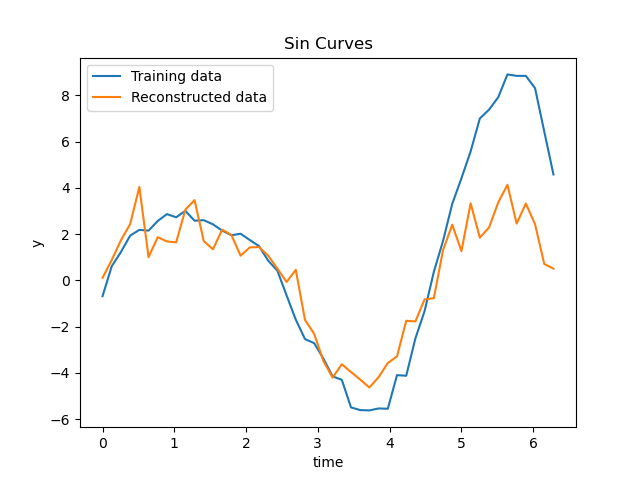 Sin Curves
Training data
Reconstructed data
y
8
6
4
2
0
−2
−4
−6
0 1 2 3 4 5 6
time